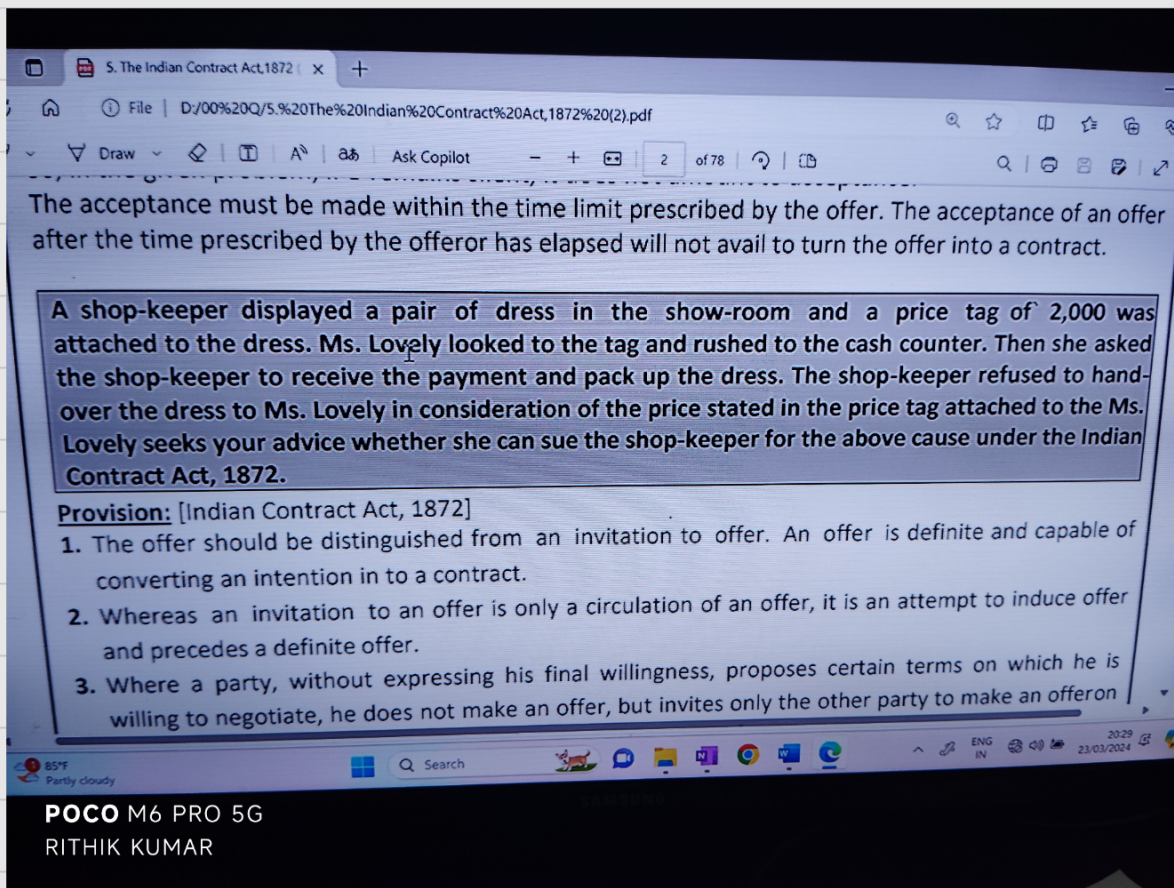 5. The Indian Contract Act,1872 (
File D:/00%20Q/5.%20The%20Indian%20Contract%20Act,1872%20(2).pdf
Draw aあ Ask Copilot 2 of 78
The acceptance must be made within the time limit prescribed by the offer. The acceptance of an offer
after the time prescribed by the offeror has elapsed will not avail to turn the offer into a contract.
A shop-keeper displayed a pair of dress in the show-room and a price tag of` 2,000 was
attached to the dress. Ms. Lovely looked to the tag and rushed to the cash counter. Then she asked
the shop-keeper to receive the payment and pack up the dress. The shop-keeper refused to hand-
over the dress to Ms. Lovely in consideration of the price stated in the price tag attached to the Ms.
Lovely seeks your advice whether she can sue the shop-keeper for the above cause under the Indian
Contract Act, 1872.
Provision: [Indian Contract Act, 1872]
1. The offer should be distinguished from an invitation to offer. An offer is definite and capable of
converting an intention in to a contract.
2. Whereas an invitation to an offer is only a circulation of an offer, it is an attempt to induce offer
and precedes a definite offer.
3. Where a party, without expressing his final willingness, proposes certain terms on which he is
willing to negotiate, he does not make an offer, but invites only the other party to make an offeron
85°F
Partly cloudy
Search
ENG
IN
20:29
23/03/2024
SAMSUNG
POCO M6 PRO 5G
RITHIK KUMAR